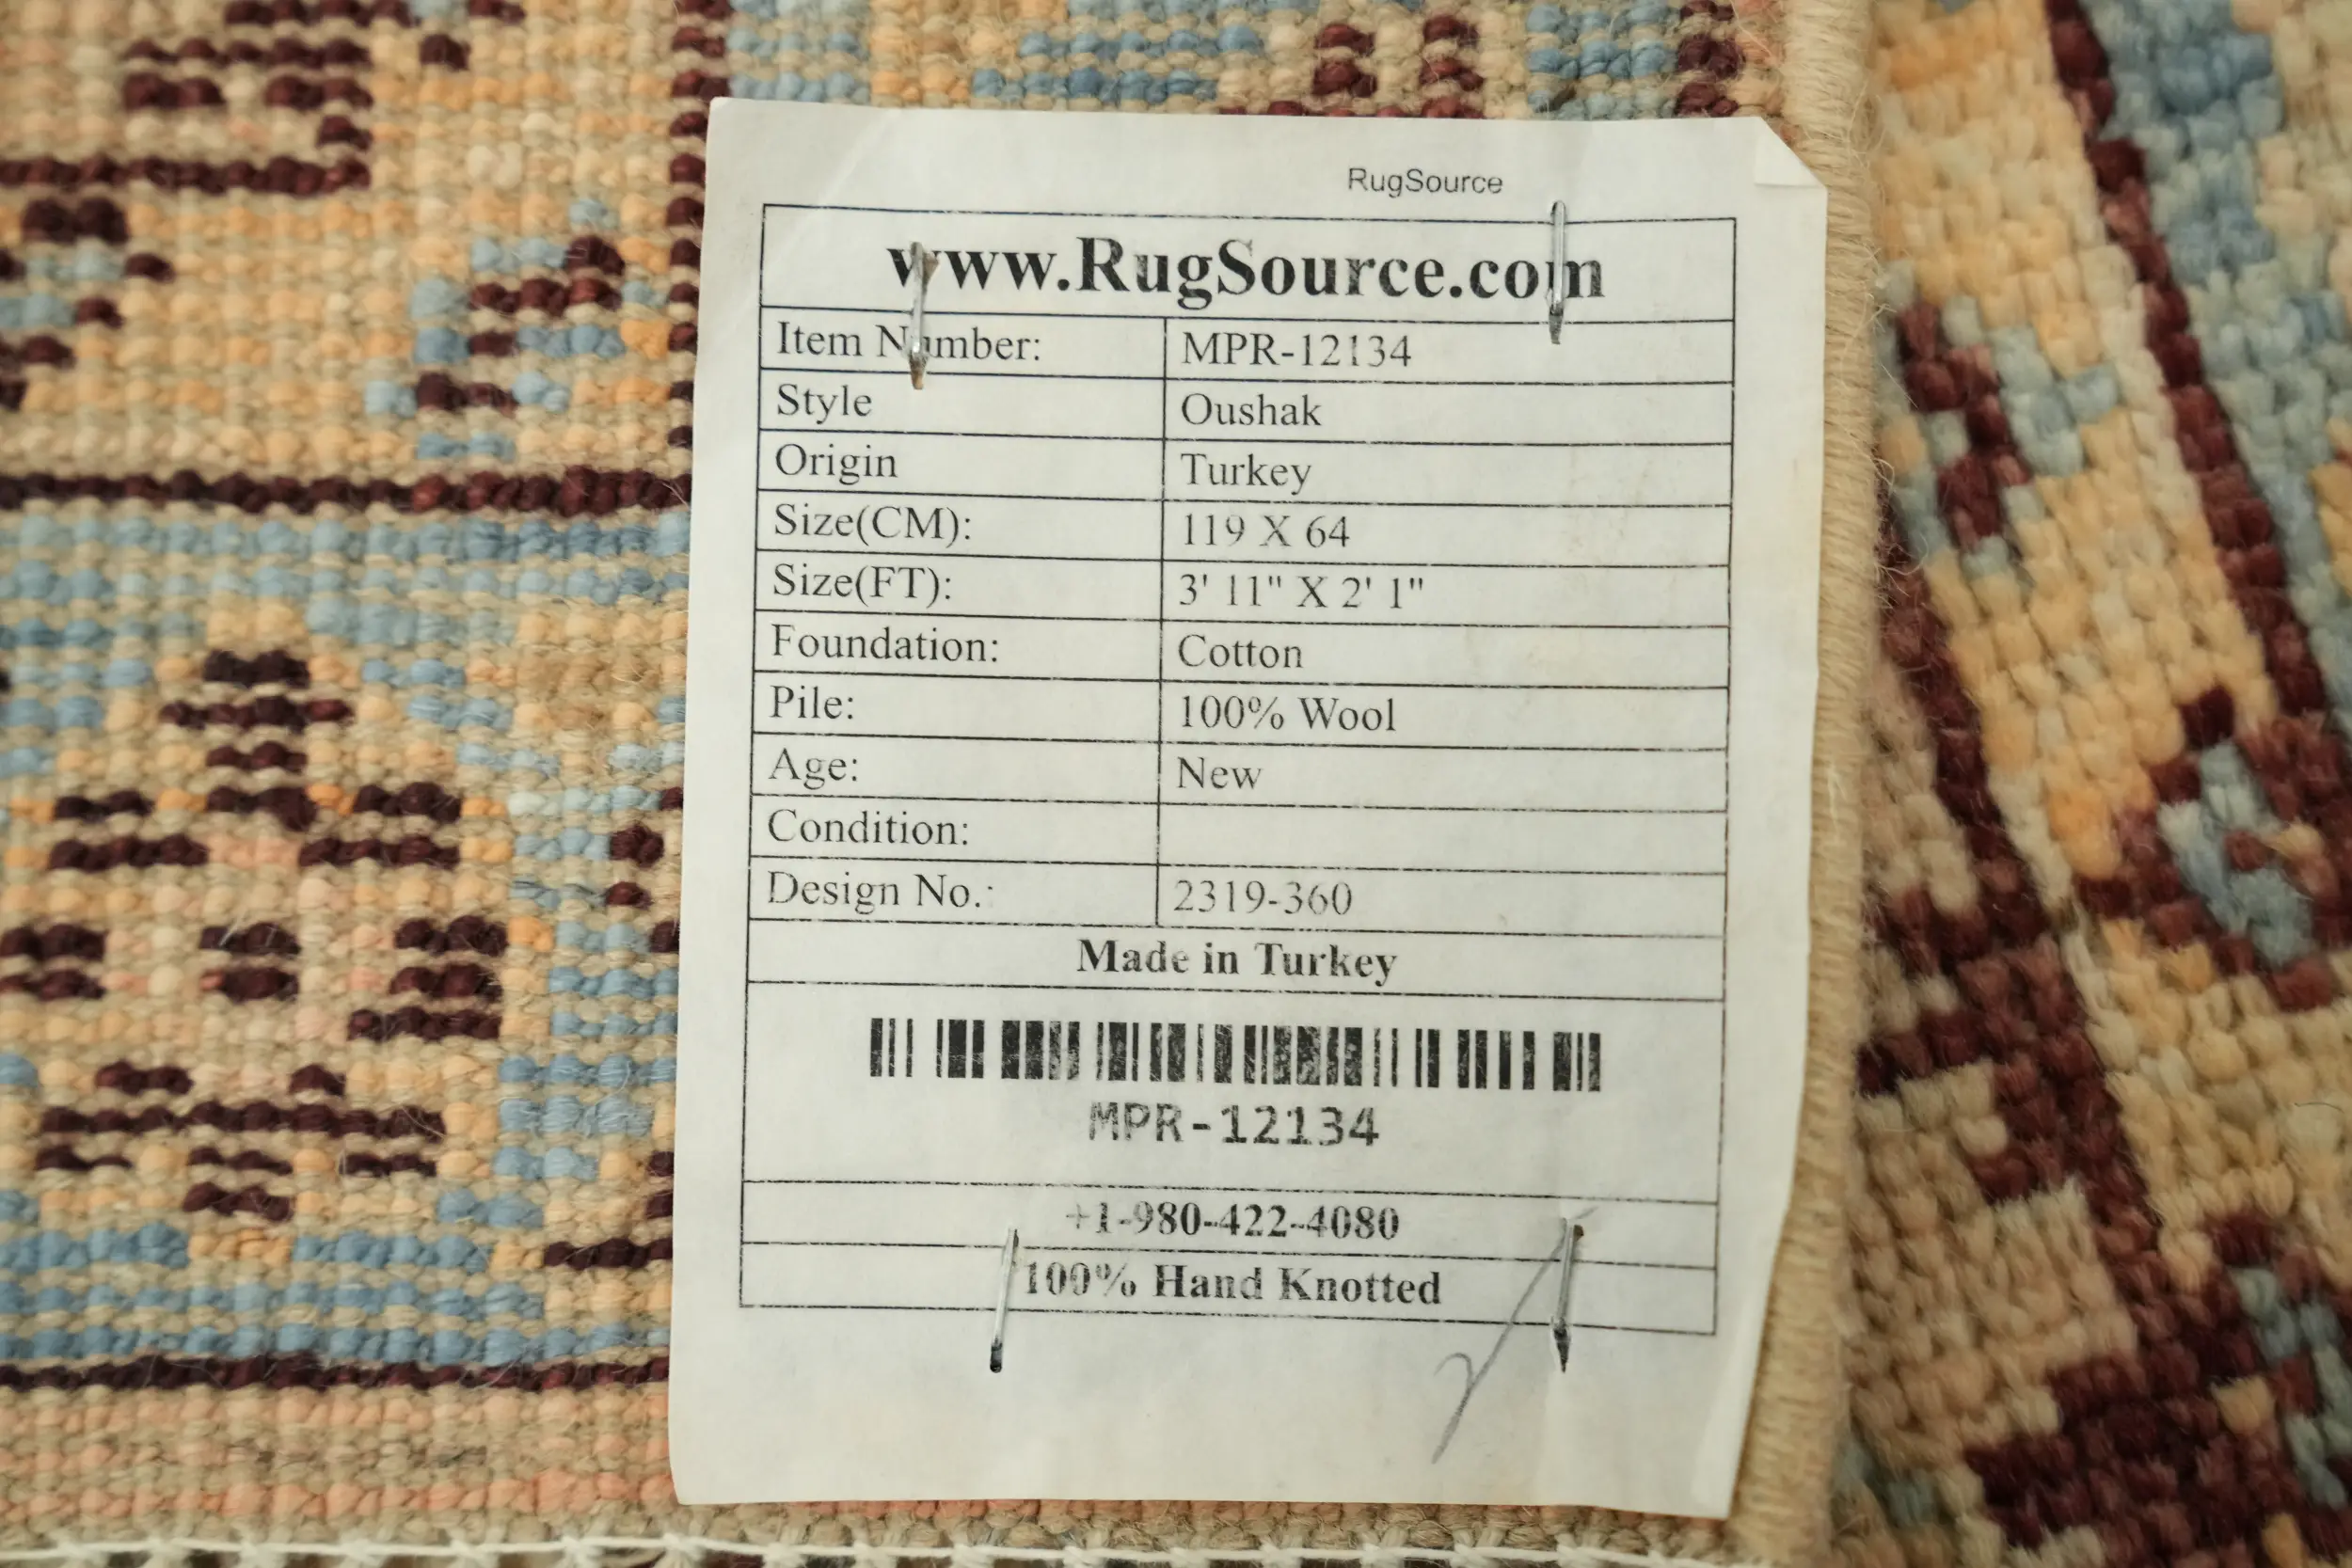 RugSource
www.RugSource.com
Item Number: MPR-12134
Style Oushak
Origin Turkey
Size(CM): 119 X 64
Size(FT): 3' 11" X 2' 1"
Foundation: Cotton
Pile: 100% Wool
Age: New
Condition:
Design No.: 2319-360
Made in Turkey
MPR-12134
+1-980-422-4080
100% Hand Knotted